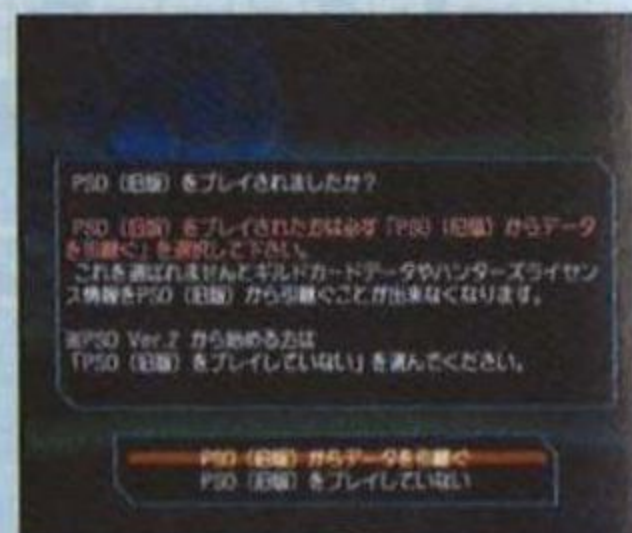 PSO (旧版) をプレイされましたか?
PSO (旧版) をプレイされた方は必ず「PSO (旧版) からデータ
を引継ぐ」を選択して下さい。
これを選ばれませんとギルドカードデータやハンターズライセン
ス情報をPSO (旧版) から引継ぐことが出来なくなります。
※PSO Ver.2 から始める方は
「PSO (旧版) をプレイしていない」を選んでください。
PSO (旧版) からデータを引継ぐ
PSO (旧版) をプレイしていない